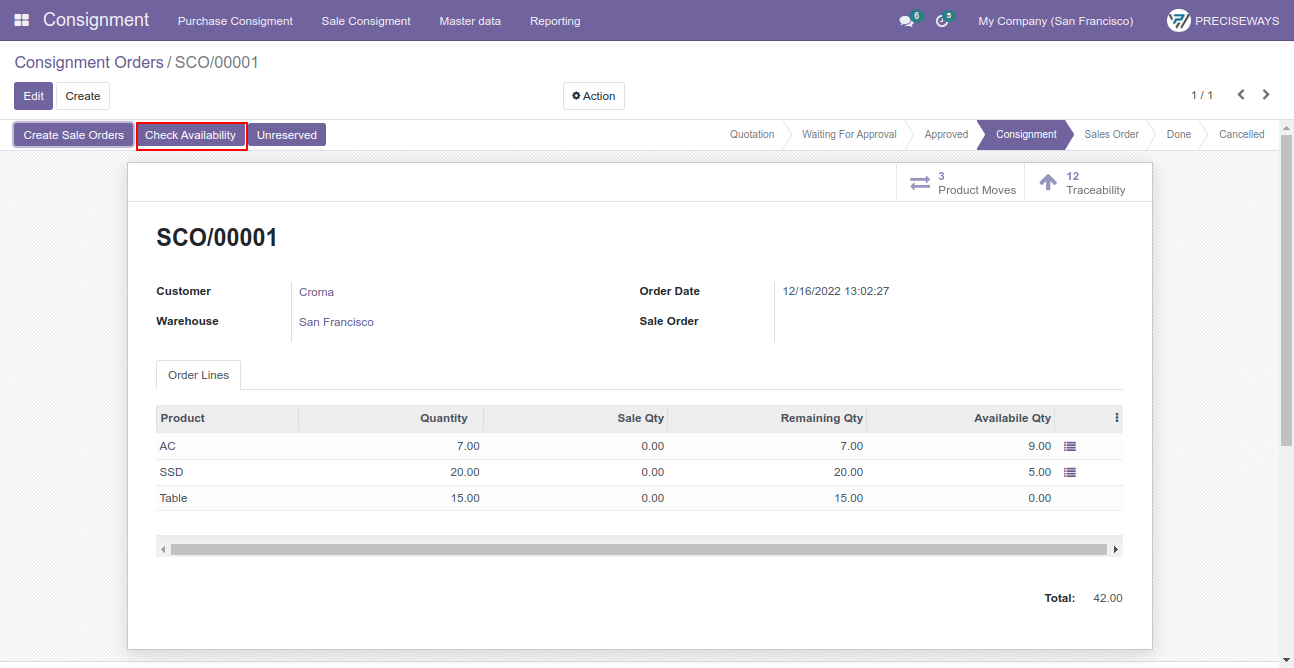 Consignment Purchase Consigment Sale Consigment Master data Reporting 6 5 My Company (San Francisco) PRECISEWAYS
Consignment Orders / SCO/00001
Edit Create Action 1 / 1
Create Sale Orders Check Availability Unreserved Quotation Waiting For Approval Approved Consignment Sales Order Done Cancelled
3 Product Moves
12 Traceability
SCO/00001
Customer Croma Order Date 12/16/2022 13:02:27
Warehouse San Francisco Sale Order
Order Lines
Product Quantity Sale Qty Remaining Qty Availabile Qty
AC 7.00 0.00 7.00 9.00
SSD 20.00 0.00 20.00 5.00
Table 15.00 0.00 15.00 0.00
Total: 42.00